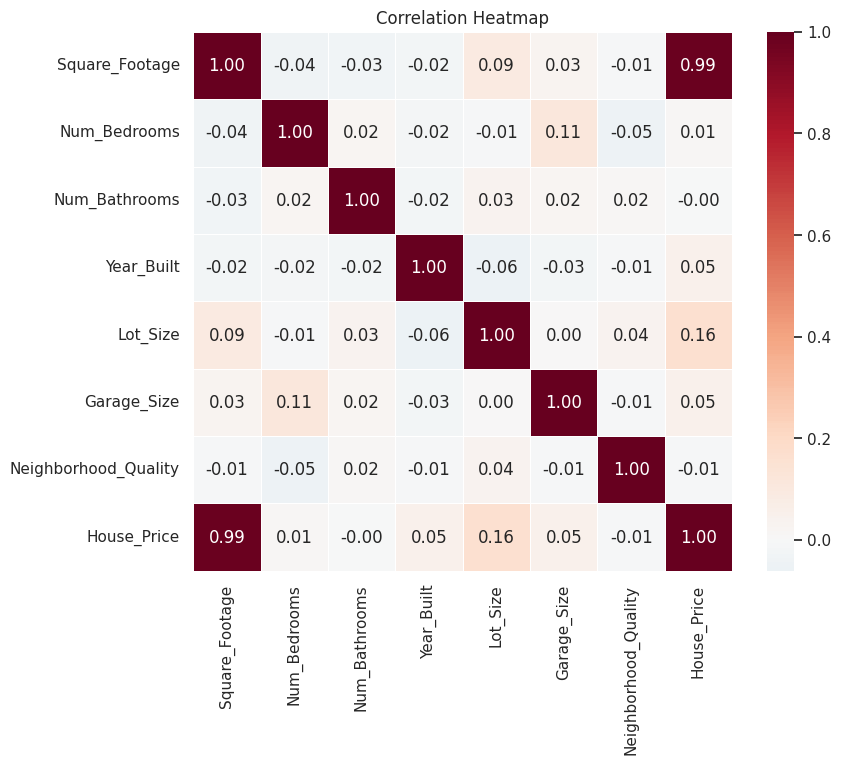 Correlation Heatmap
Square_Footage 1.00 -0.04 -0.03 -0.02 0.09 0.03 -0.01 0.99
Num_Bedrooms -0.04 1.00 0.02 -0.02 -0.01 0.11 -0.05 0.01
Num_Bathrooms -0.03 0.02 1.00 -0.02 0.03 0.02 0.02 -0.00
Year_Built -0.02 -0.02 -0.02 1.00 -0.06 -0.03 -0.01 0.05
Lot_Size 0.09 -0.01 0.03 -0.06 1.00 0.00 0.04 0.16
Garage_Size 0.03 0.11 0.02 -0.03 0.00 1.00 -0.01 0.05
Neighborhood_Quality -0.01 -0.05 0.02 -0.01 0.04 -0.01 1.00 -0.01
House_Price 0.99 0.01 -0.00 0.05 0.16 0.05 -0.01 1.00
Square_Footage
Num_Bedrooms
Num_Bathrooms
Year_Built
Lot_Size
Garage_Size
Neighborhood_Quality
House_Price
1.0
0.8
0.6
0.4
0.2
0.0